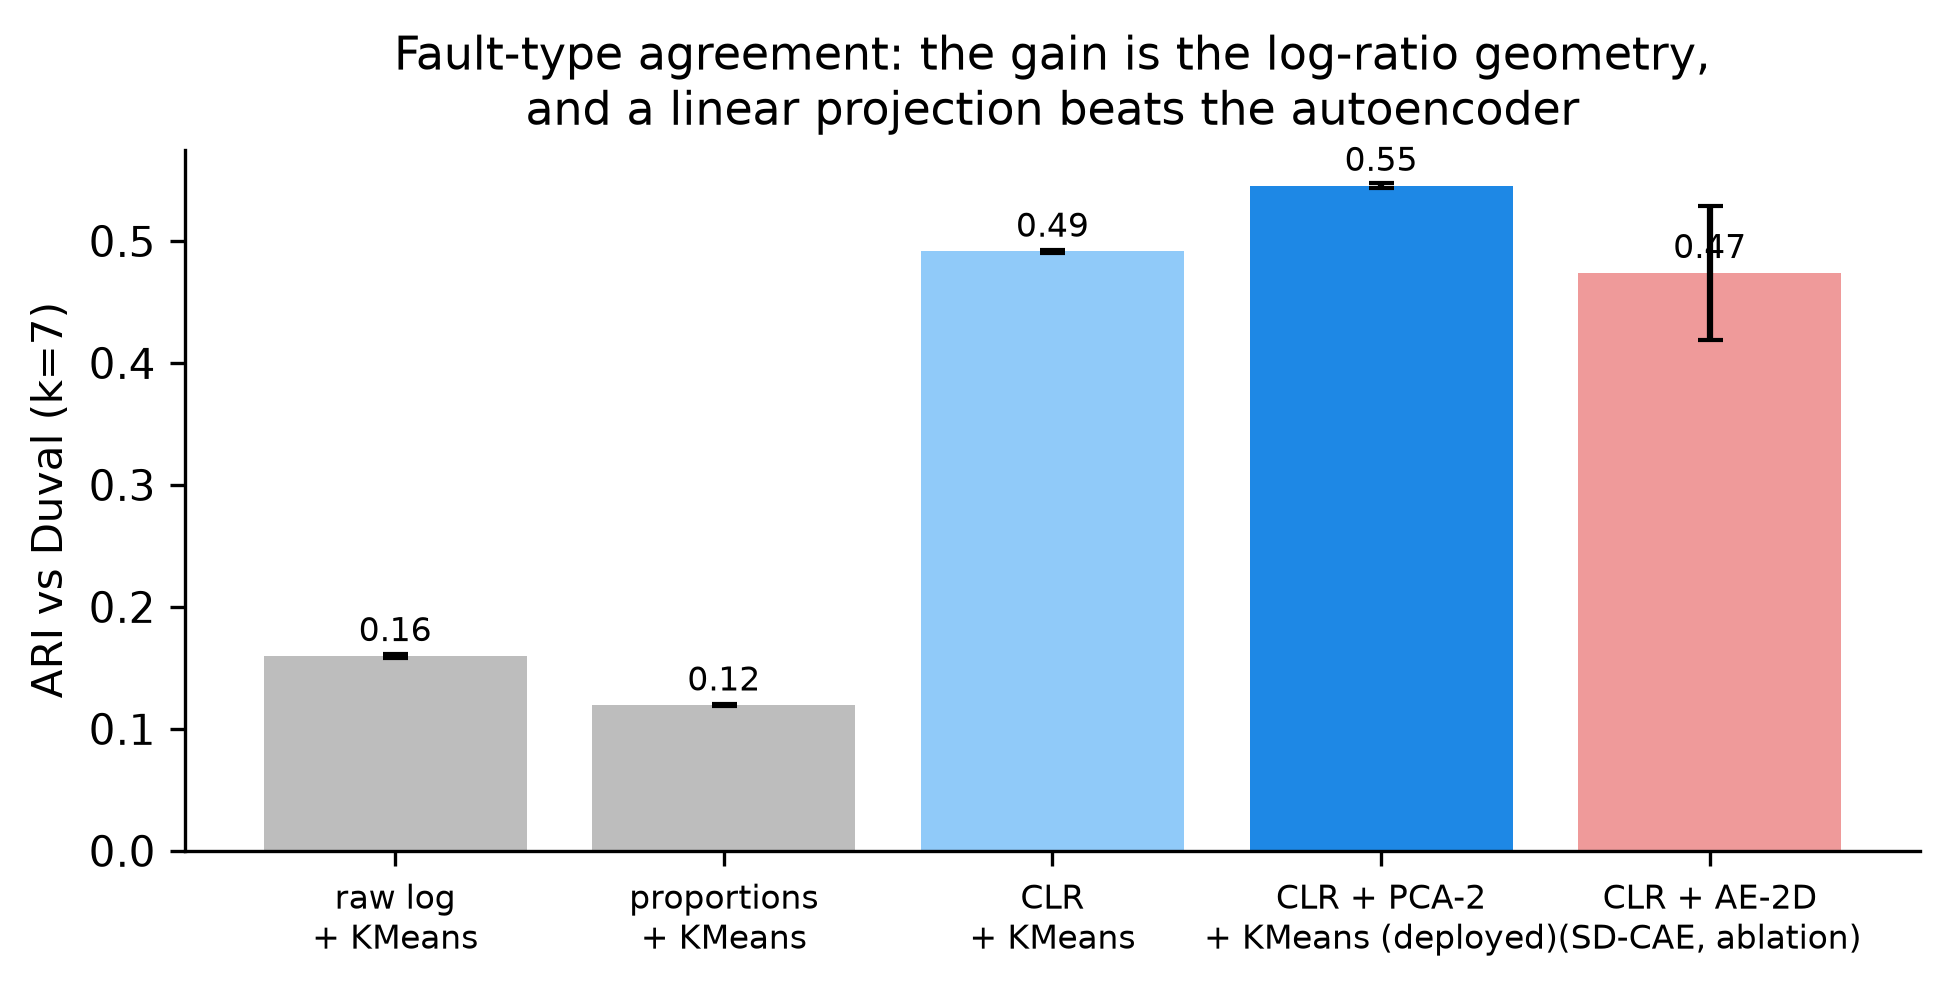 Fault-type agreement: the gain is the log-ratio geometry,
and a linear projection beats the autoencoder
ARI vs Duval (k=7)
0.5
0.4
0.3
0.2
0.1
0.0
0.16
0.12
0.49
0.55
0.47
raw log
+ KMeans
proportions
+ KMeans
CLR
+ KMeans
CLR + PCA-2
+ KMeans (deployed)
CLR + AE-2D
(SD-CAE, ablation)